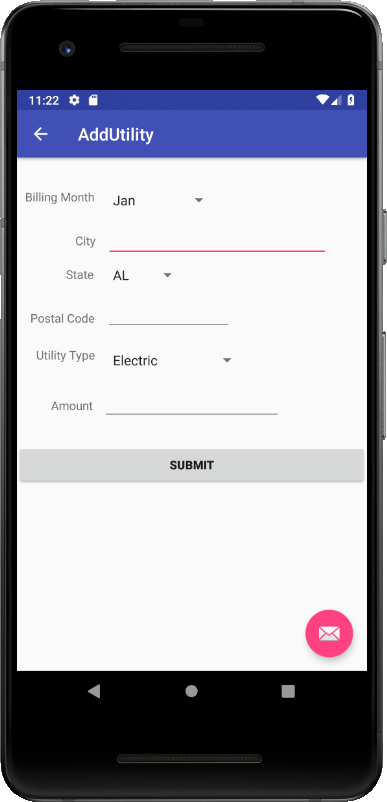 11:22
AddUtility
Billing Month Jan
City
State AL
Postal Code
Utility Type Electric
Amount
SUBMIT